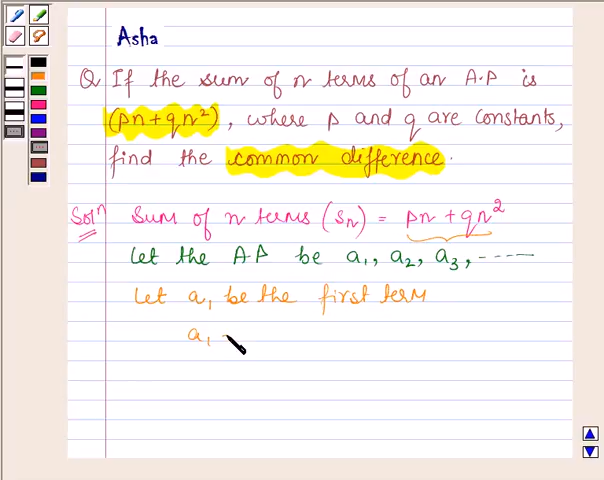 Asha
Q If the sum of n terms of an A.P is
(pn+qn²), where p and q are constants,
find the common difference.
Solⁿ Sum of n terms (Sn) = pn + qn²
Let the A.P be a₁, a₂, a₃, -----
Let a₁ be the first term
a₁